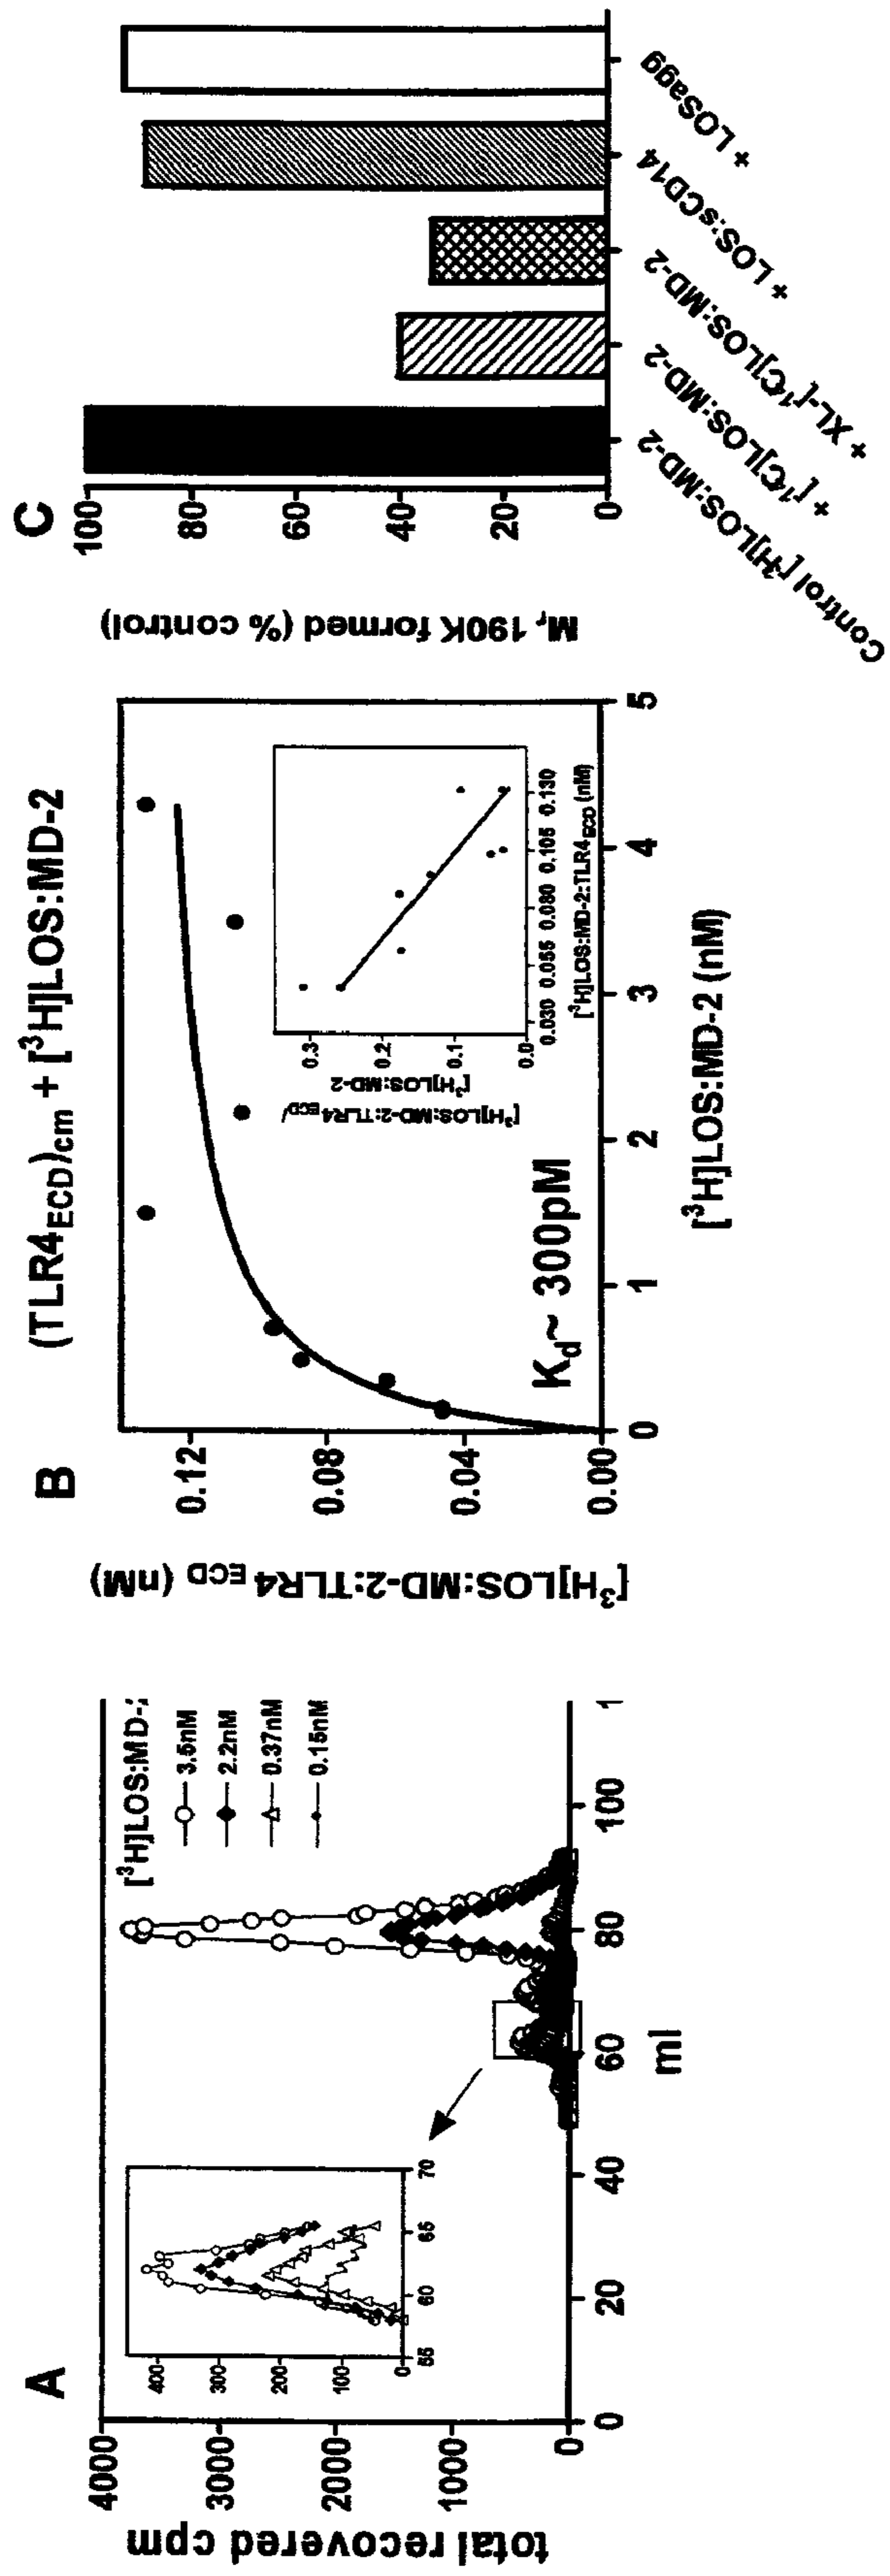 A
total recovered cpm
4000
3000
2000
1000
0
0
20
40
60
80
100
1
ml
[³H]LOS:MD-
3.5nM
2.2nM
0.37nM
0.15nM
400
300
200
100
0
55
60
65
70
B
(TLR4ECD)cm + [³H]LOS:MD-2
[³H]LOS:MD-2:TLR4 ECD (nM)
0.12
0.08
0.04
0.00
0
1
2
3
4
5
[³H]LOS:MD-2 (nM)
Kd~ 300pM
[³H]LOS:MD-2:TLR4ECD/
[³H]LOS:MD-2
0.3
0.2
0.1
0.0
0.030 0.055 0.080 0.105 0.130
[³H]LOS:MD-2:TLR4ECD (nM)
C
Mr 190K formed (% control)
100
80
60
40
20
0
Control [³H]LOS:MD-2
+ [¹C]LOS:MD-2
+ XL-[¹C]LOS:MD-2
+ LOS:sCD14
+ LOSagg